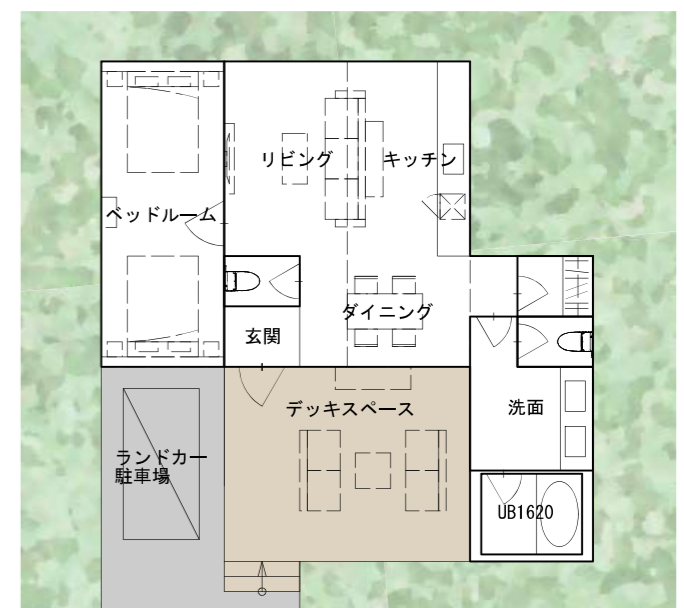 リビング
キッチン
ベッドルーム
ダイニング
玄関
デッキスペース
洗面
ランドカー
駐車場
UB1620